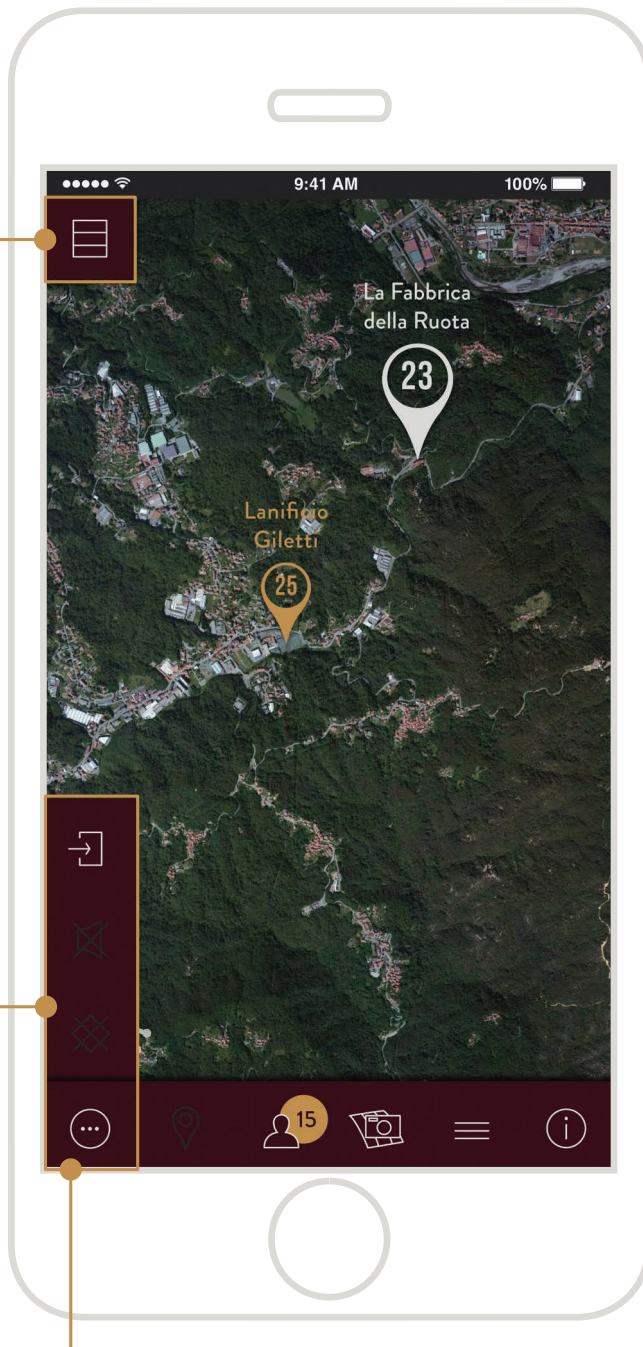 9:41 AM
100%
La Fabbrica
della Ruota
23
Lanificio
Giletti
25
15